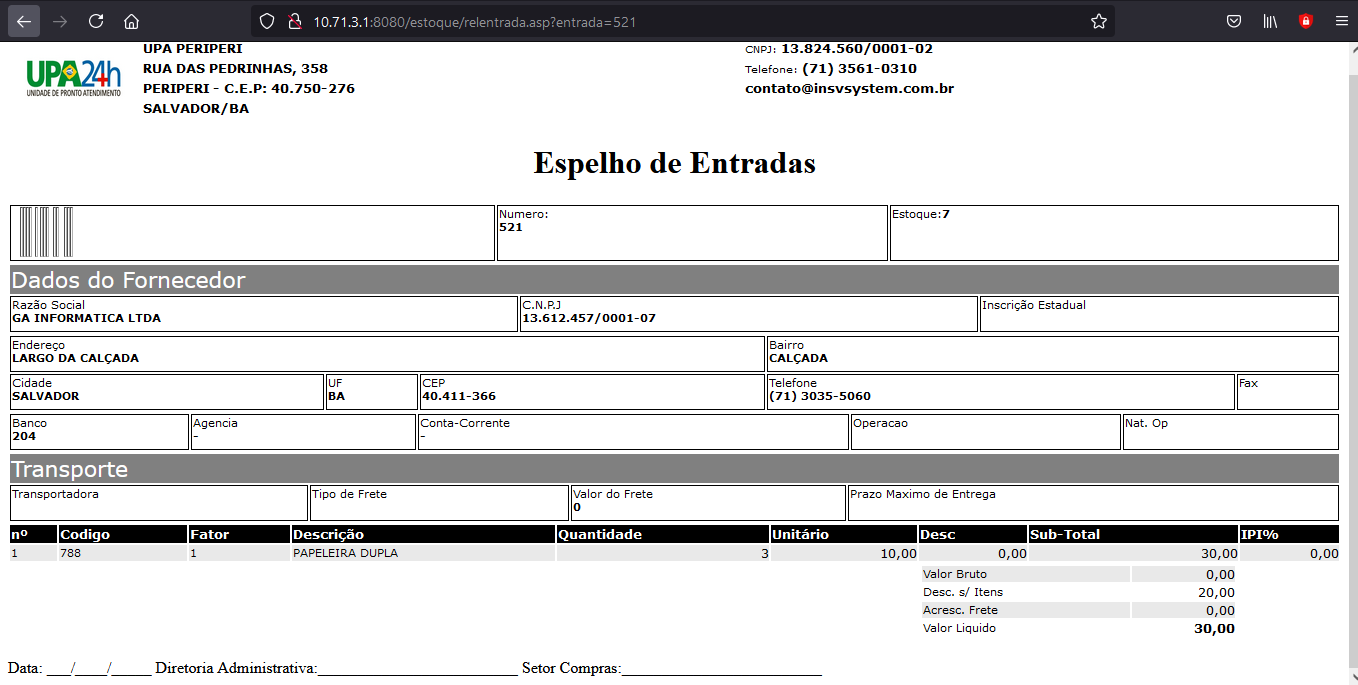 10.71.3.1:8080/estoque/relentrada.asp?entrada=521
UPA24h
UNIDADE DE PRONTO ATENDIMENTO
UPA PERIPERI
RUA DAS PEDRINHAS, 358
PERIPERI - C.E.P: 40.750-276
SALVADOR/BA
CNPJ: 13.824.560/0001-02
Telefone: (71) 3561-0310
contato@insvsystem.com.br
Espelho de Entradas
Numero:
521
Estoque:7
Dados do Fornecedor
Razão Social
GA INFORMATICA LTDA
C.N.P.J
13.612.457/0001-07
Inscrição Estadual
Endereço
LARGO DA CALÇADA
Bairro
CALÇADA
Cidade
SALVADOR
UF
BA
CEP
40.411-366
Telefone
(71) 3035-5060
Fax
Banco
204
Agencia
-
Conta-Corrente
-
Operacao
Nat. Op
Transporte
Transportadora
Tipo de Frete
Valor do Frete
0
Prazo Maximo de Entrega
nº Codigo Fator Descrição Quantidade Unitário Desc Sub-Total IPI%
1 788 1 PAPELEIRA DUPLA 3 10,00 0,00 30,00 0,00
Valor Bruto 0,00
Desc. s/ Itens 20,00
Acresc. Frete 0,00
Valor Liquido 30,00
Data: ___/____/_____ Diretoria Administrativa:_________________________ Setor Compras:_________________________